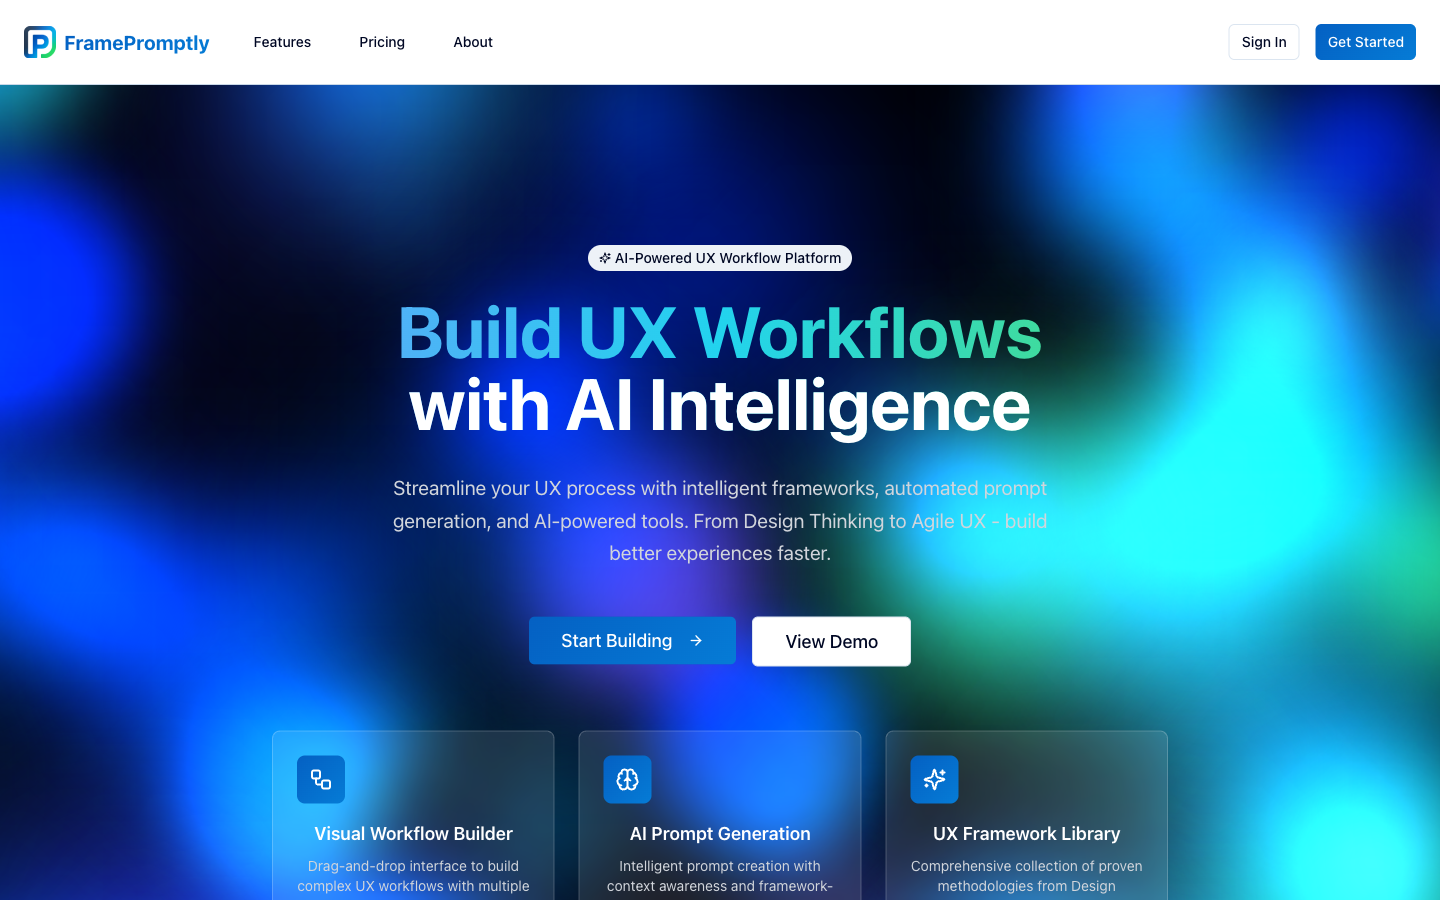 FramePromptly
Features
Pricing
About
Sign In
Get Started
AI-Powered UX Workflow Platform
Build UX Workflows
with AI Intelligence
Streamline your UX process with intelligent frameworks, automated prompt
generation, and AI-powered tools. From Design Thinking to Agile UX - build
better experiences faster.
Start Building
View Demo
Visual Workflow Builder
Drag-and-drop interface to build
complex UX workflows with multiple
AI Prompt Generation
Intelligent prompt creation with
context awareness and framework-
UX Framework Library
Comprehensive collection of proven
methodologies from Design